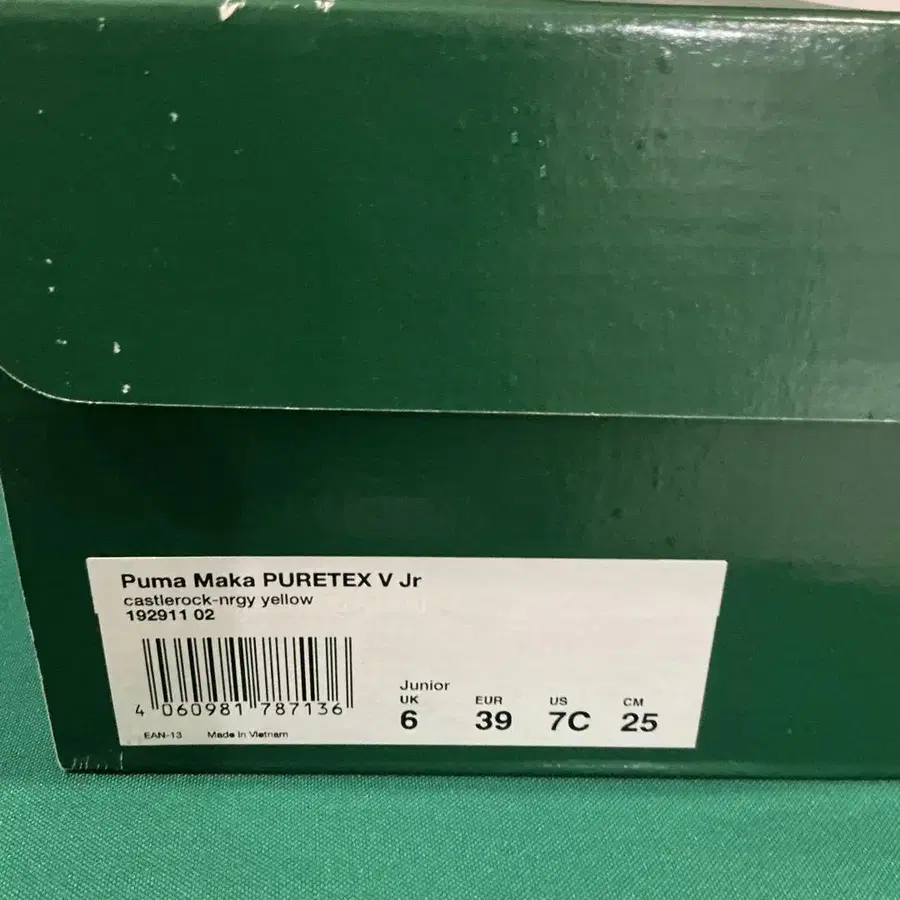 Puma Maka PURETEX V Jr
castlerock-nrgy yellow
192911 02
4 060981 787136
EAN-13 Made in Vietnam
Junior
UK EUR US CM
6 39 7C 25